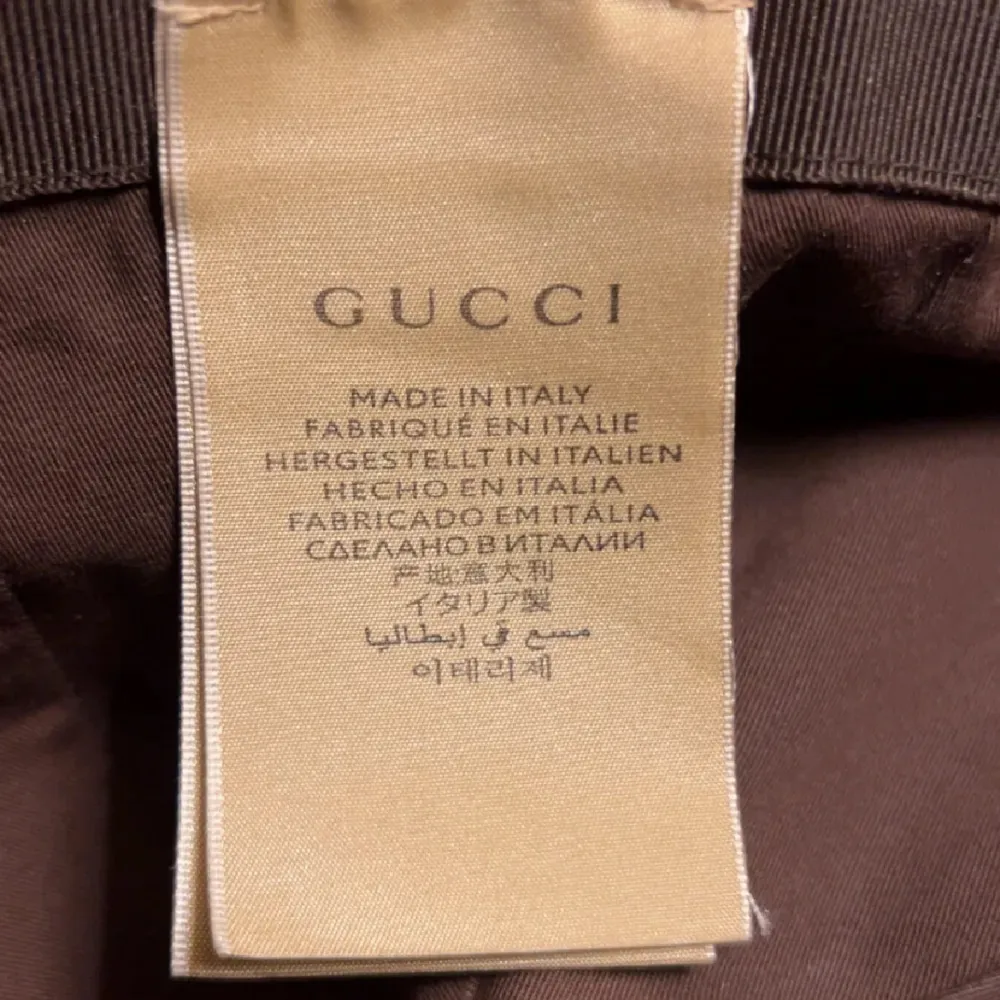 GUCCI
MADE IN ITALY
FABRIQUÉ EN ITALIE
HERGESTELLT IN ITALIEN
HECHO EN ITALIA
FABRICADO EM ITÁLIA
СДЕЛАНО В ИТАЛИИ
产地:意大利
イタリア製
صنع في إيطاليا
이태리제